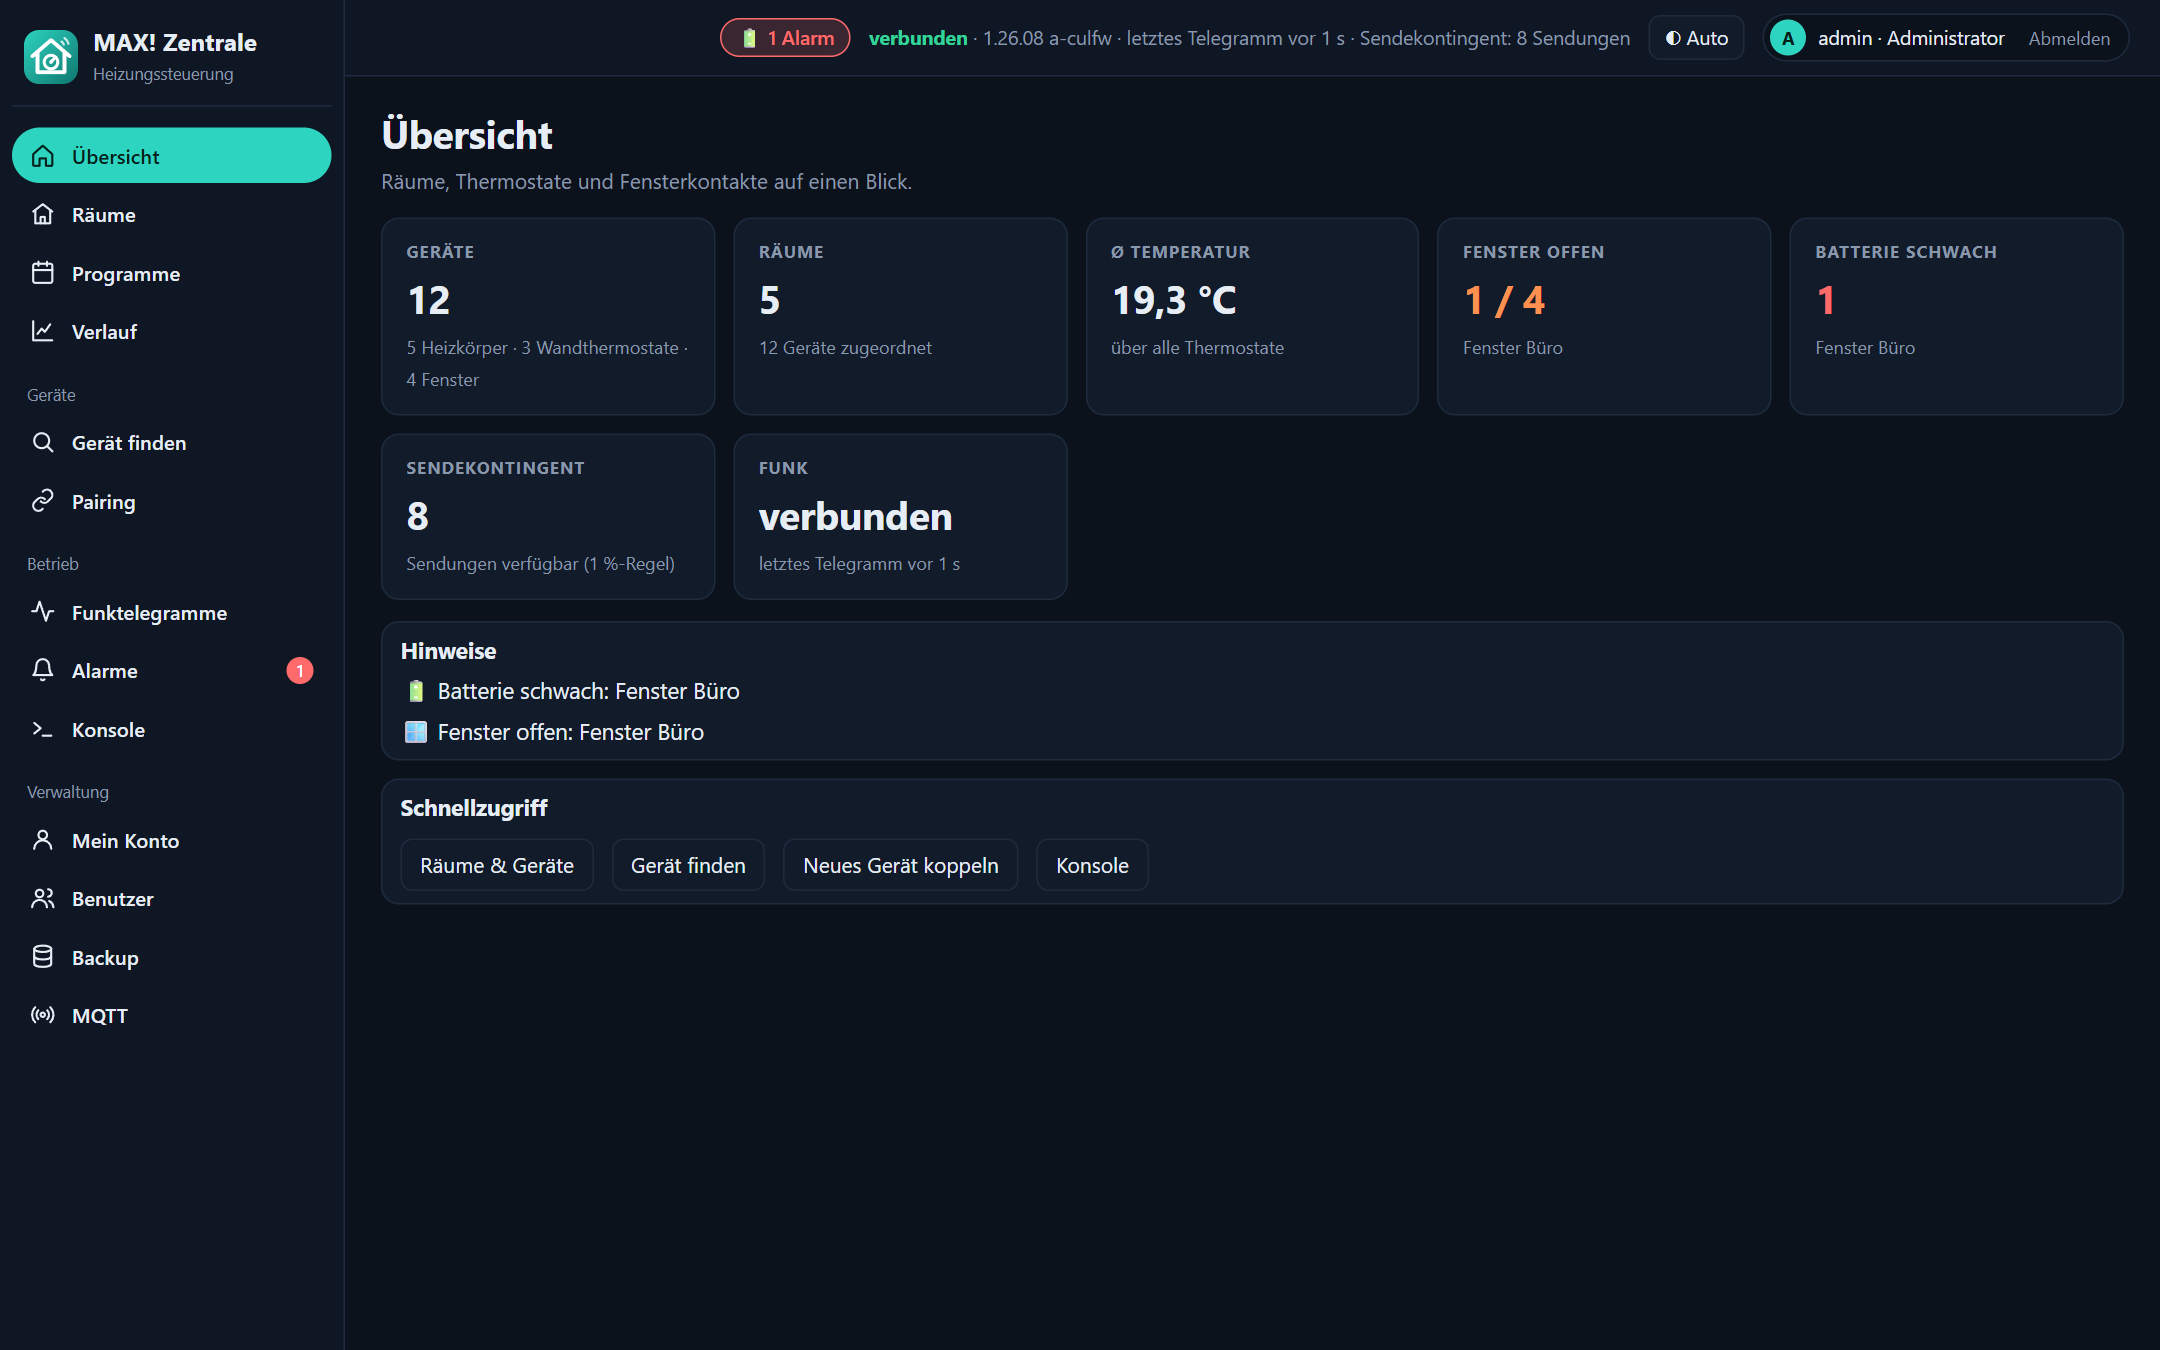 MAX! Zentrale
Heizungssteuerung
Übersicht
Räume
Programme
Verlauf
Geräte
Gerät finden
Pairing
Betrieb
Funktelegramme
Alarme 1
Konsole
Verwaltung
Mein Konto
Benutzer
Backup
MQTT
1 Alarm verbunden · 1.26.08 a-culfw · letztes Telegramm vor 1 s · Sendekontingent: 8 Sendungen Auto A admin · Administrator Abmelden
Übersicht
Räume, Thermostate und Fensterkontakte auf einen Blick.
GERÄTE
12
5 Heizkörper · 3 Wandthermostate ·
4 Fenster
RÄUME
5
12 Geräte zugeordnet
Ø TEMPERATUR
19,3 °C
über alle Thermostate
FENSTER OFFEN
1 / 4
Fenster Büro
BATTERIE SCHWACH
1
Fenster Büro
SENDEKONTINGENT
8
Sendungen verfügbar (1 %-Regel)
FUNK
verbunden
letztes Telegramm vor 1 s
Hinweise
Batterie schwach: Fenster Büro
Fenster offen: Fenster Büro
Schnellzugriff
Räume & Geräte Gerät finden Neues Gerät koppeln Konsole